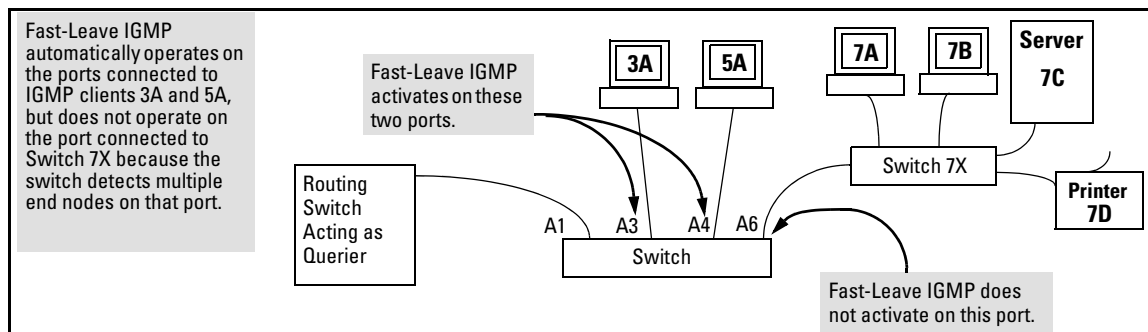 Fast-Leave IGMP
automatically operates on
the ports connected to
IGMP clients 3A and 5A,
but does not operate on
the port connected to
Switch 7X because the
switch detects multiple
end nodes on that port.
Fast-Leave IGMP
activates on these
two ports.
3A
5A
7A
7B
Server
7C
Switch 7X
Printer
7D
Routing
Switch
Acting as
Querier
A1
A3
A4
A6
Switch
Fast-Leave IGMP does
not activate on this port.